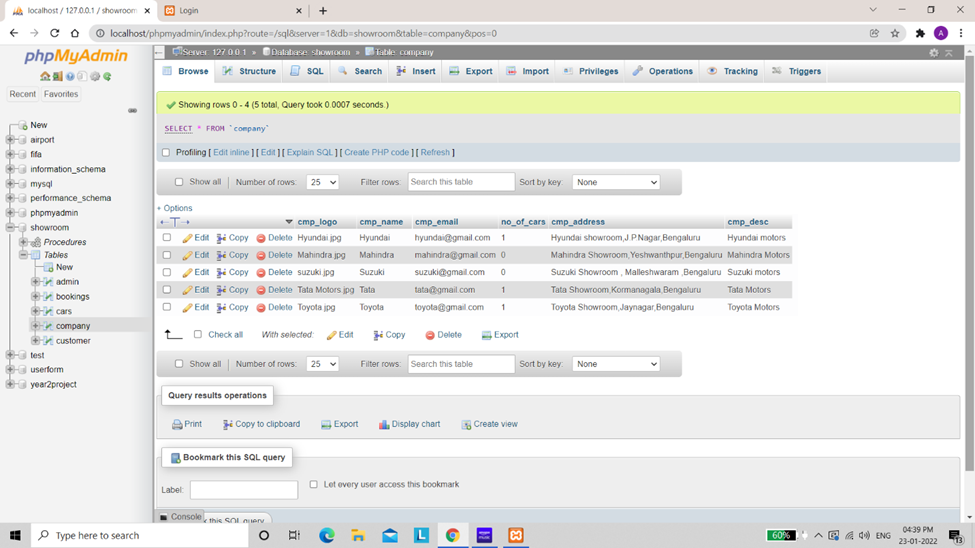 localhost / 127.0.0.1 / showroom
Login
localhost/phpmyadmin/index.php?route=/sql&server=1&db=showroom&table=company&pos=0
A
phpMyAdmin
Recent Favorites
New
airport
fifa
information_schema
mysql
performance_schema
phpmyadmin
showroom
Procedures
Tables
New
admin
bookings
cars
company
customer
test
userform
year2project
Server: 127.0.0.1 » Database: showroom » Table: company
Browse Structure SQL Search Insert Export Import Privileges Operations Tracking Triggers
Showing rows 0 - 4 (5 total, Query took 0.0007 seconds.)
SELECT * FROM `company`
Profiling [ Edit inline ] [ Edit ] [ Explain SQL ] [ Create PHP code ] [ Refresh ]
Show all Number of rows: 25 Filter rows: Search this table Sort by key: None
+ Options
cmp_logo cmp_name cmp_email no_of_cars cmp_address cmp_desc
Edit Copy Delete Hyundai.jpg Hyundai hyundai@gmail.com 1 Hyundai showroom,J.P.Nagar,Bengaluru Hyundai motors
Edit Copy Delete Mahindra.jpg Mahindra mahindra@gmail.com 0 Mahindra Showroom,Yeshwanthpur,Bengaluru Mahindra Motors
Edit Copy Delete suzuki.jpg Suzuki suzuki@gmail.com 0 Suzuki Showroom , Malleshwaram ,Bengaluru Suzuki motors
Edit Copy Delete Tata Motors.jpg Tata tata@gmail.com 1 Tata Showroom,Kormanagala,Bengaluru Tata Motors
Edit Copy Delete Toyota.jpg Toyota toyota@gmail.com 1 Toyota Showroom,Jaynagar,Bengaluru Toyota Motors
Check all With selected: Edit Copy Delete Export
Show all Number of rows: 25 Filter rows: Search this table Sort by key: None
Query results operations
Print Copy to clipboard Export Display chart Create view
Bookmark this SQL query
Label: Let every user access this bookmark
Console
k this SQL query
Type here to search
L
60%
ENG
04:39 PM
23-01-2022
13